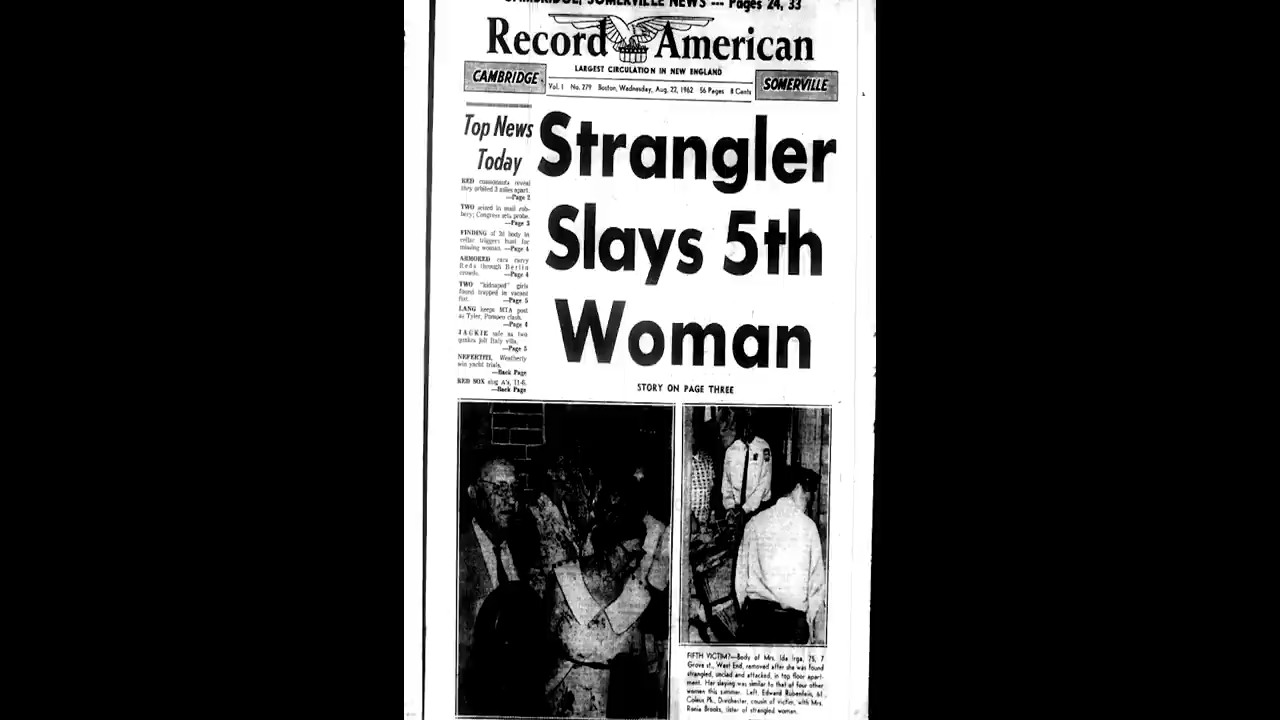 CAMBRIDGE, SOMERVILLE NEWS --- Pages 24, 33
Record American
LARGEST CIRCULATION IN NEW ENGLAND
CAMBRIDGE
Vol. 1 No. 279 Boston, Wednesday, Aug. 22, 1962 56 Pages 8 Cents
SOMERVILLE
Top News
Today
RED cosmonauts reveal
they orbited 3 miles apart.
—Page 2
TWO seized in mail rob-
bery; Congress sets probe.
—Page 3
FINDING of 2d body in
cellar triggers hunt for
missing woman. —Page 4
ARMORED cars carry
Reds through Berlin
crowds. —Page 4
TWO "kidnaped" girls
found trapped in vacant
flat. —Page 5
LANG keeps MTA post
as Tyler, Pompeo clash.
—Page 4
JACKIE safe as two
quakes jolt Italy villa.
—Page 5
NEFERTITI, Weatherly
win yacht trials.
—Back Page
RED SOX slug A's, 11-6.
—Back Page
Strangler
Slays 5th
Woman
STORY ON PAGE THREE
FIFTH VICTIM?—Body of Mrs. Ida Irga, 75, 7
Grove st., West End, removed after she was found
strangled, unclad and attacked, in top floor apart-
ment. Her slaying was similar to that of four other
women this summer. Left, Edward Rubenstein, 61
Coleus Pk., Dorchester, cousin of victim, with Mrs.
Rania Brooks, sister of strangled woman.